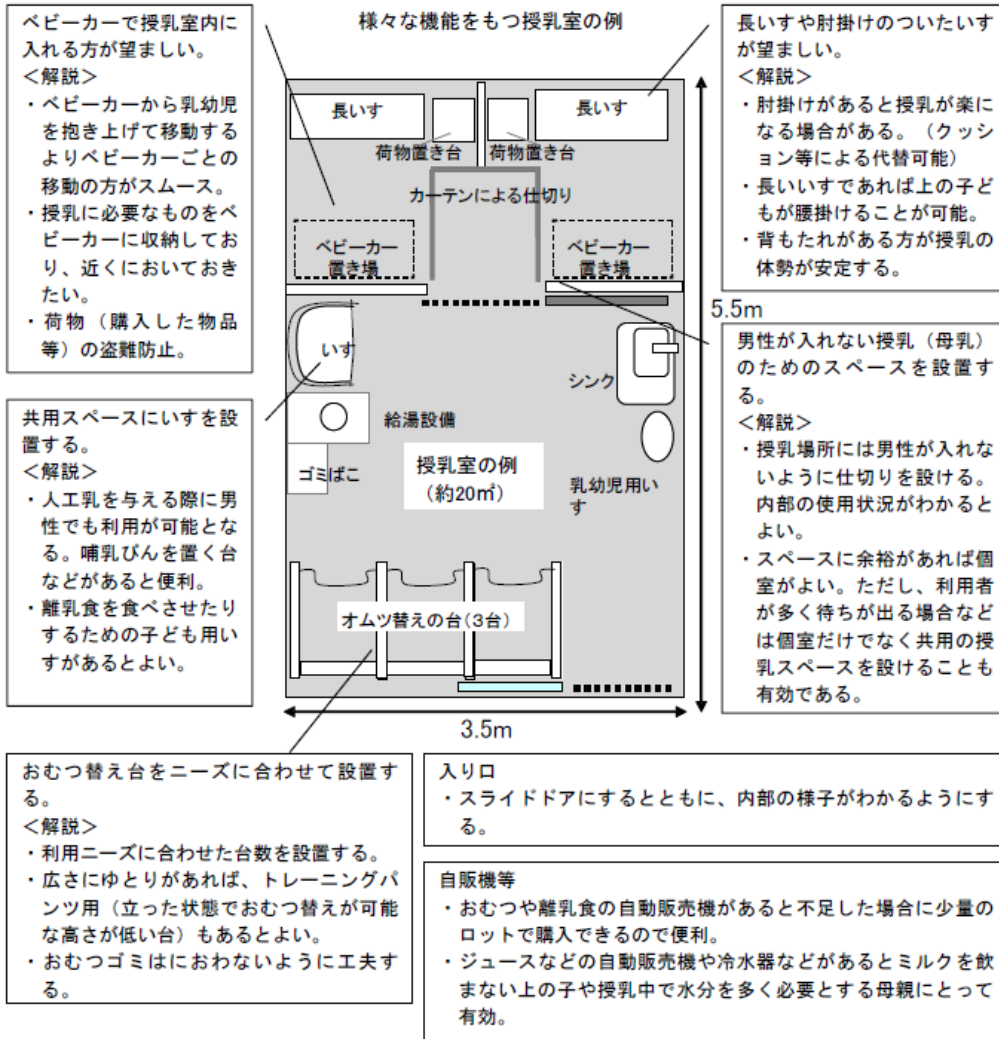 様々な機能をもつ授乳室の例
ベビーカーで授乳室内に
入れる方が望ましい。
＜解説＞
・ベビーカーから乳幼児
を抱き上げて移動する
よりベビーカーごとの
移動の方がスムース。
・授乳に必要なものをベ
ビーカーに収納してお
り、近くにおいておき
たい。
・荷物（購入した物品
等）の盗難防止。
共用スペースにいすを設
置する。
＜解説＞
・人工乳を与える際に男
性でも利用が可能とな
る。哺乳びんを置く台
などがあると便利。
・離乳食を食べさせたり
するための子ども用い
すがあるとよい。
長いす
長いす
荷物置き台
荷物置き台
カーテンによる仕切り
ベビーカー
置き場
ベビーカー
置き場
いす
シンク
給湯設備
ゴミばこ
授乳室の例
（約20㎡）
乳幼児用い
す
オムツ替えの台（3台）
5.5m
3.5m
長いすや肘掛けのついたいす
が望ましい。
＜解説＞
・肘掛けがあると授乳が楽に
なる場合がある。（クッシ
ョン等による代替可能）
・長いいすであれば上の子ど
もが腰掛けることが可能。
・背もたれがある方が授乳の
体勢が安定する。
男性が入れない授乳（母乳）
のためのスペースを設置す
る。
＜解説＞
・授乳場所には男性が入れな
いように仕切りを設ける。
内部の使用状況がわかると
よい。
・スペースに余裕があれば個
室がよい。ただし、利用者
が多く待ちが出る場合など
は個室だけでなく共用の授
乳スペースを設けることも
有効である。
おむつ替え台をニーズに合わせて設置す
る。
＜解説＞
・利用ニーズに合わせた台数を設置する。
・広さにゆとりがあれば、トレーニングパ
ンツ用（立った状態でおむつ替えが可能
な高さが低い台）もあるとよい。
・おむつゴミはにおわないように工夫す
る。
入り口
・スライドドアにするとともに、内部の様子がわかるようにす
る。
自販機等
・おむつや離乳食の自動販売機があると不足した場合に少量の
ロットで購入できるので便利。
・ジュースなどの自動販売機や冷水器などがあるとミルクを飲
まない上の子や授乳中で水分を多く必要とする母親にとって
有効。